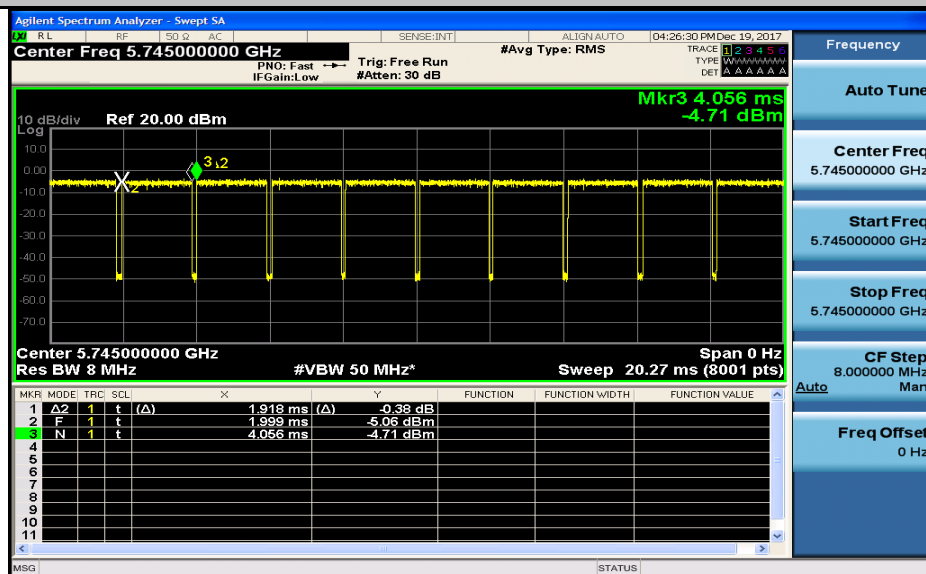 Agilent Spectrum Analyzer - Swept SA
LXI RL RF 50 Ω AC SENSE:INT ALIGN AUTO 04:26:30 PM Dec 19, 2017
Center Freq 5.745000000 GHz
PNO: Fast
IFGain:Low
Trig: Free Run
#Atten: 30 dB
#Avg Type: RMS
TRACE 1 2 3 4 5 6
TYPE
DET A A A A A A
Mkr3 4.056 ms
-4.71 dBm
10 dB/div Ref 20.00 dBm
Log
10.0
0.00
-10.0
-20.0
-30.0
-40.0
-50.0
-60.0
-70.0
2
3 Δ2
Center 5.745000000 GHz Span 0 Hz
Res BW 8 MHz #VBW 50 MHz* Sweep 20.27 ms (8001 pts)
MKR MODE TRC SCL X Y FUNCTION FUNCTION WIDTH FUNCTION VALUE
1 Δ2 1 t (Δ) 1.918 ms (Δ) -0.38 dB
2 F 1 t 1.999 ms -5.06 dBm
3 N 1 t 4.056 ms -4.71 dBm
4
5
6
7
8
9
10
11
MSG STATUS
Frequency
Auto Tune
Center Freq
5.745000000 GHz
Start Freq
5.745000000 GHz
Stop Freq
5.745000000 GHz
CF Step
8.000000 MHz
Auto Man
Freq Offset
0 Hz